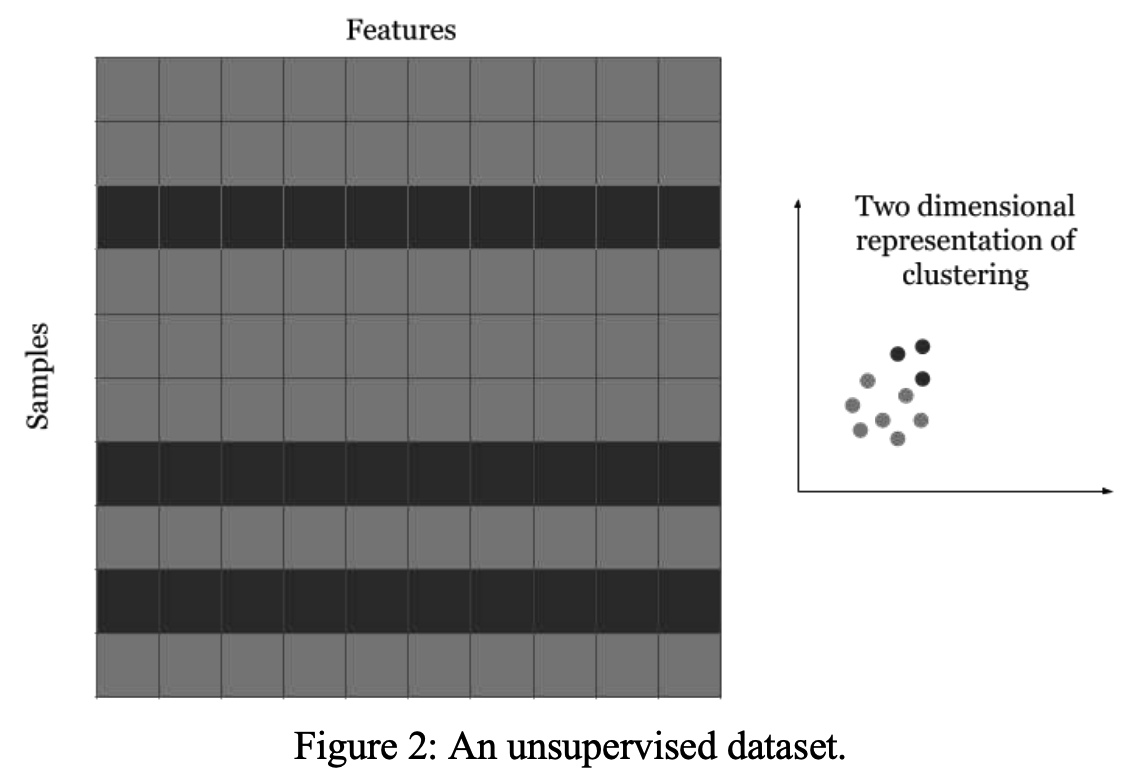 Features
Samples
Two dimensional
representation of
clustering
Figure 2: An unsupervised dataset.